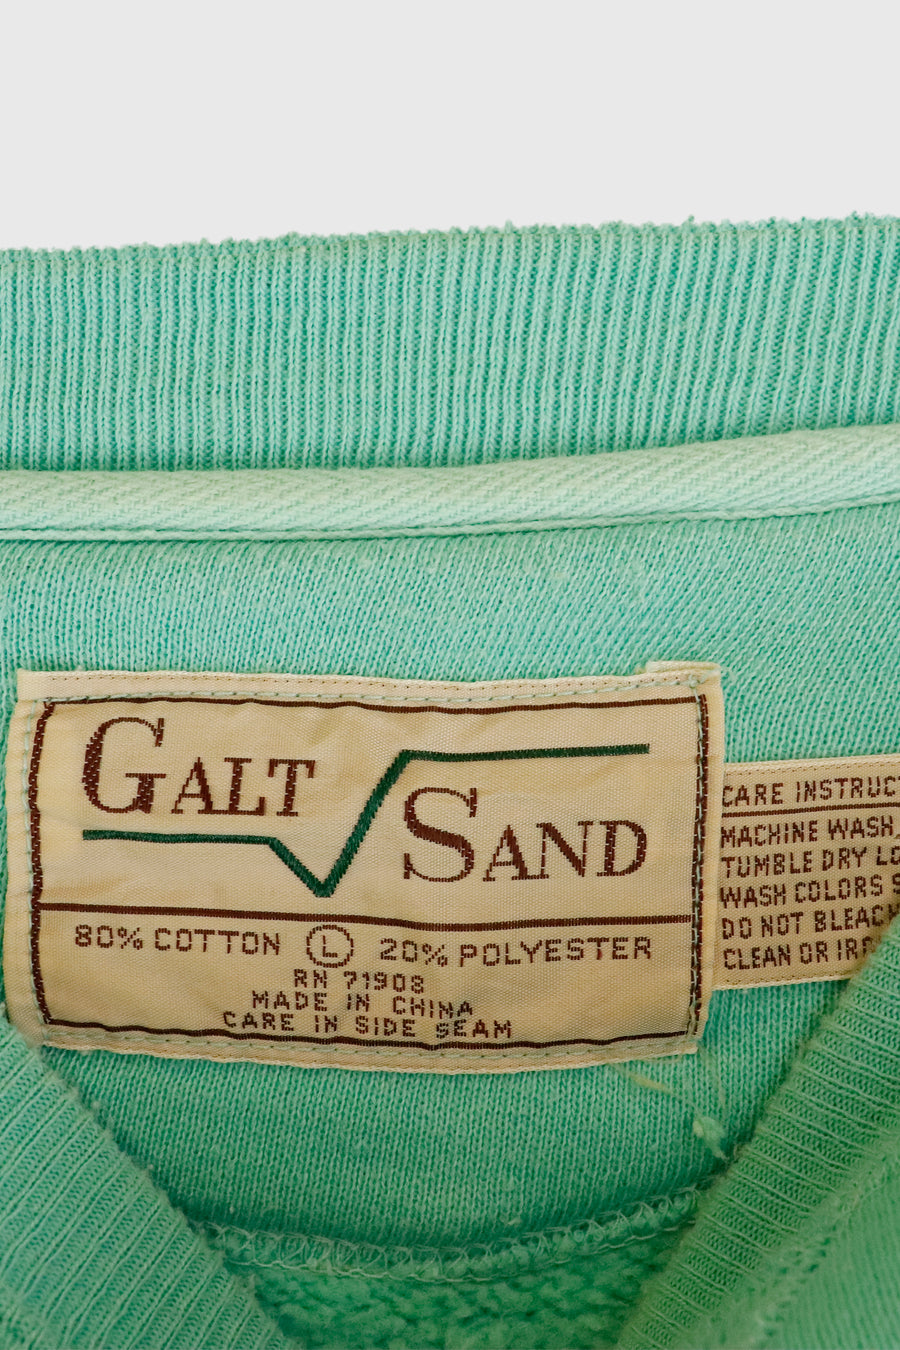 GALT
SAND
80% COTTON L 20% POLYESTER
RN 71908
MADE IN CHINA
CARE IN SIDE SEAM
CARE INSTRUCT
MACHINE WASH,
TUMBLE DRY LO
WASH COLORS S
DO NOT BLEACH
CLEAN OR IR